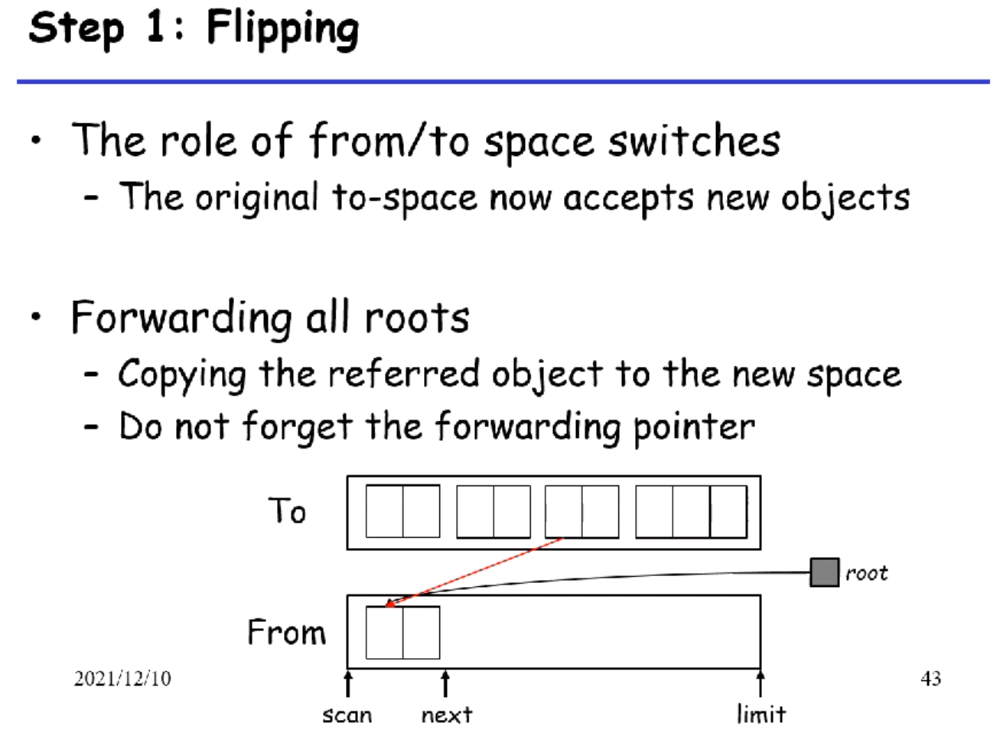 Step 1: Flipping
• The role of from/to space switches
– The original to-space now accepts new objects
• Forwarding all roots
– Copying the referred object to the new space
– Do not forget the forwarding pointer
To
root
From
2021/12/10
43
scan next limit